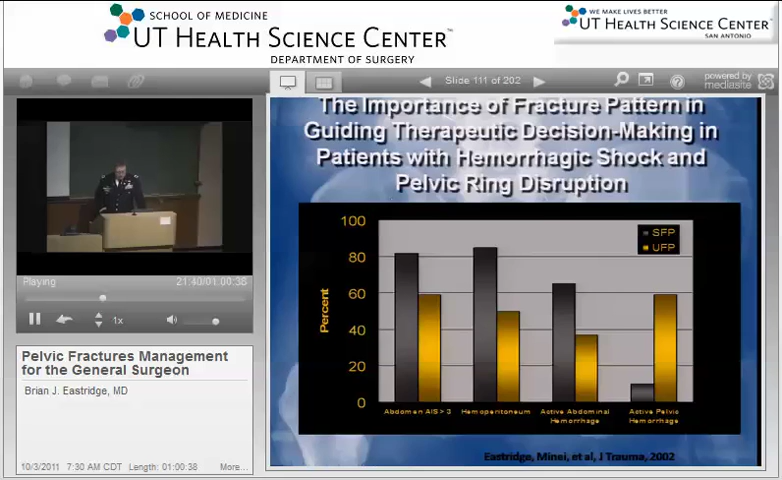 SCHOOL OF MEDICINE
UT HEALTH SCIENCE CENTER™
DEPARTMENT OF SURGERY
WE MAKE LIVES BETTER
UT HEALTH SCIENCE CENTER
SAN ANTONIO
Slide 111 of 202
powered by
mediasite
The Importance of Fracture Pattern in
Guiding Therapeutic Decision-Making in
Patients with Hemorrhagic Shock and
Pelvic Ring Disruption
100
80
60
40
20
0
Percent
SFP
UFP
Abdomen AIS > 3
Hemoperitoneum
Active Abdominal
Hemorrhage
Active Pelvic
Hemorrhage
Eastridge, Minei, et al, J Trauma, 2002
Playing
21:40/01:00:38
1x
Pelvic Fractures Management
for the General Surgeon
Brian J. Eastridge, MD
10/3/2011 7:30 AM CDT Length: 01:00:38 More...